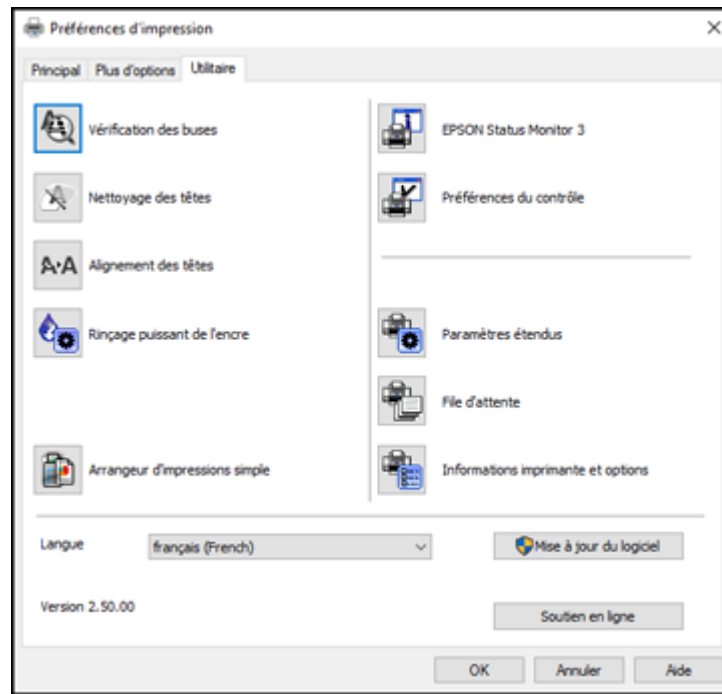 Préférences d'impression
Principal
Plus d'options
Utilitaire
Vérification des buses
Nettoyage des têtes
A›A
Alignement des têtes
Rinçage puissant de l'encre
Arrangeur d'impressions simple
EPSON Status Monitor 3
Préférences du contrôle
Paramètres étendus
File d'attente
Informations imprimante et options
Langue
français (French)
Mise à jour du logiciel
Version 2.50.00
Soutien en ligne
OK
Annuler
Aide